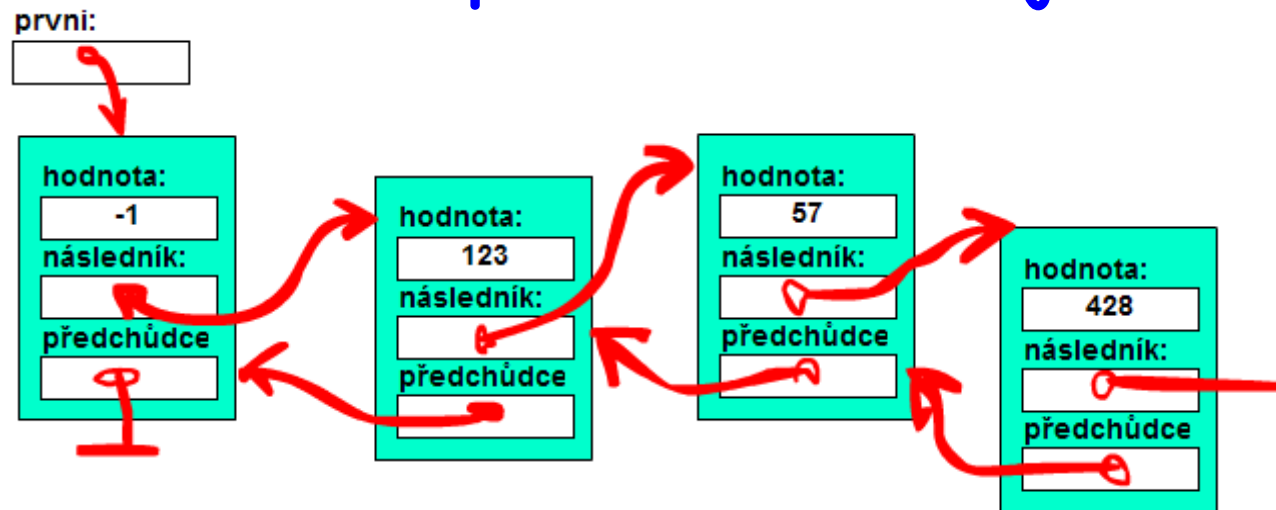 prvni:
hodnota:
-1
následník:
předchůdce
hodnota:
123
následník:
předchůdce
hodnota:
57
následník:
předchůdce
hodnota:
428
následník:
předchůdce